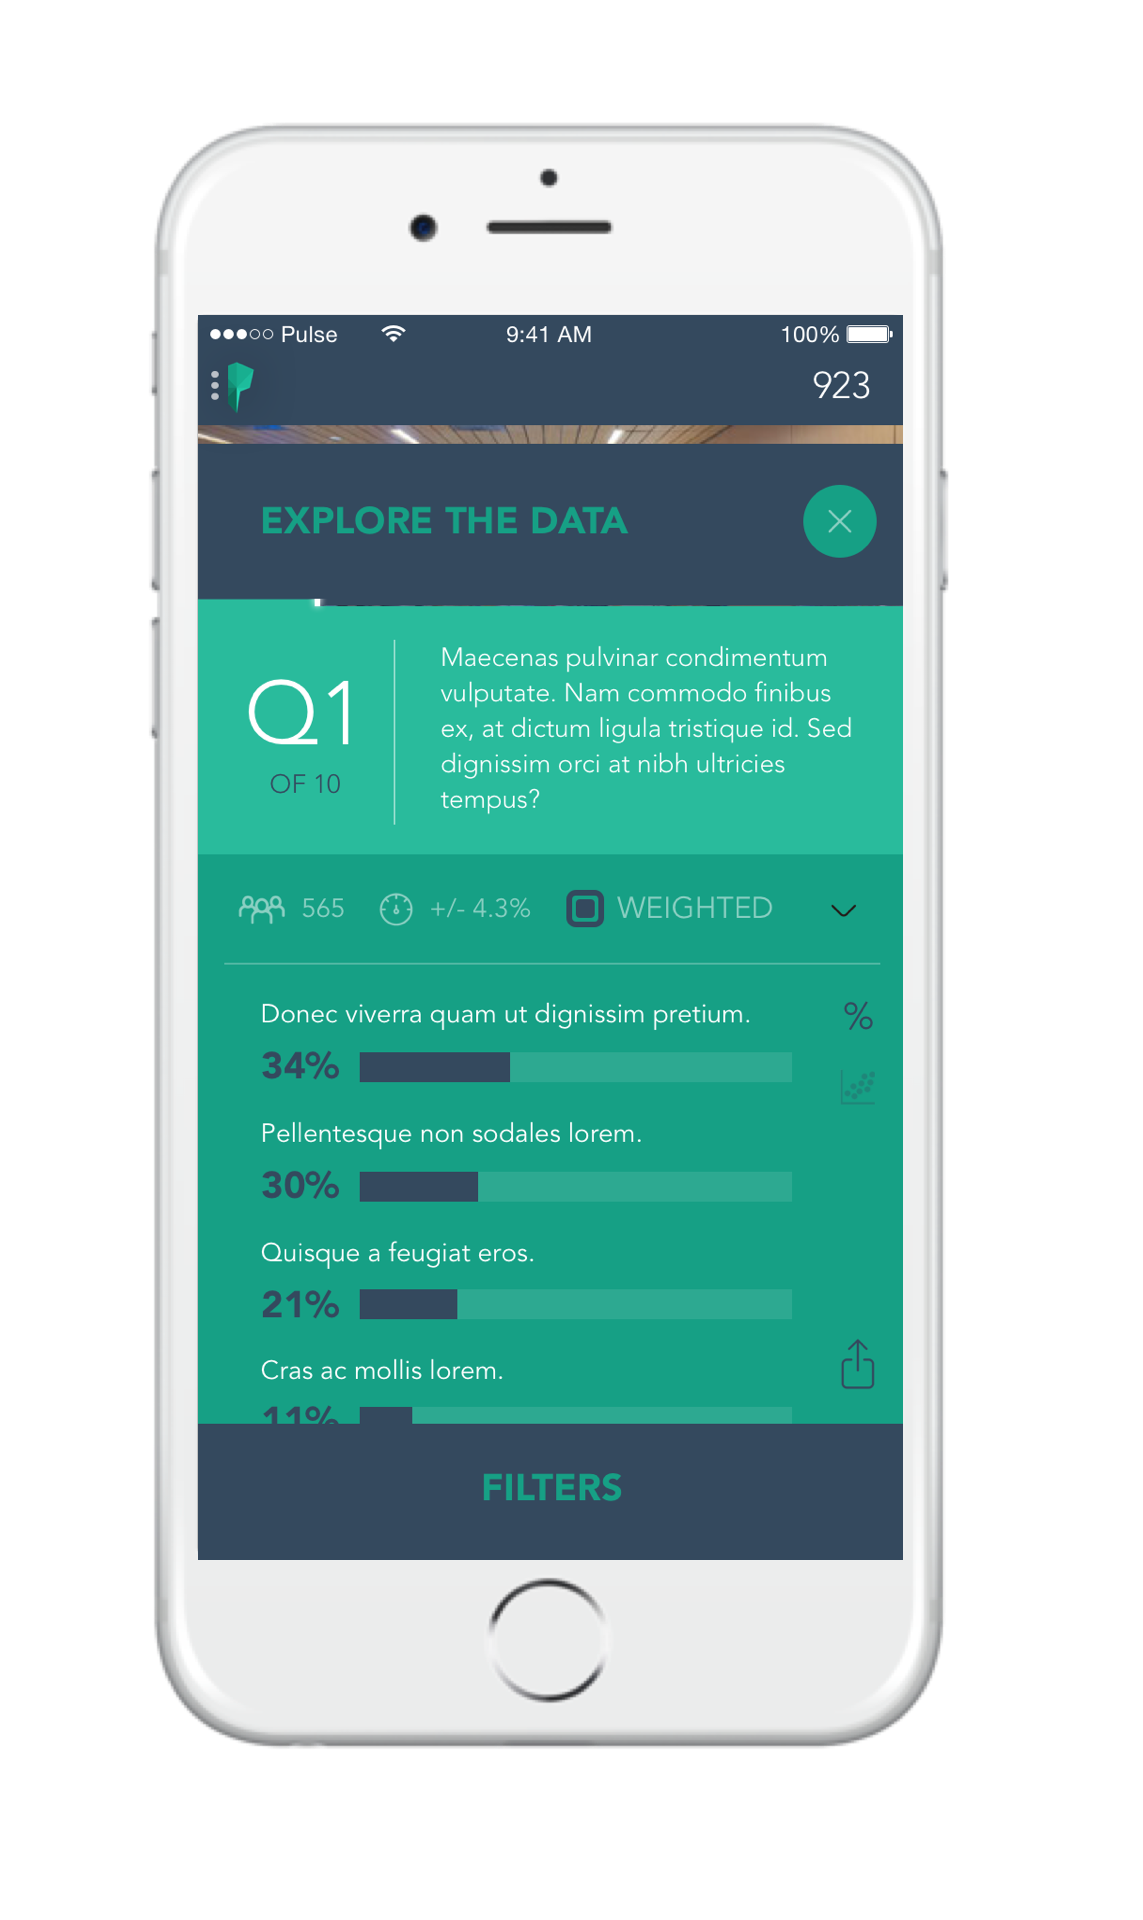 Pulse 9:41 AM 100%
923
EXPLORE THE DATA
Q1
OF 10
Maecenas pulvinar condimentum
vulputate. Nam commodo finibus
ex, at dictum ligula tristique id. Sed
dignissim orci at nibh ultricies
tempus?
565 +/- 4.3% WEIGHTED
Donec viverra quam ut dignissim pretium.
%
34%
Pellentesque non sodales lorem.
30%
Quisque a feugiat eros.
21%
Cras ac mollis lorem.
11%
FILTERS